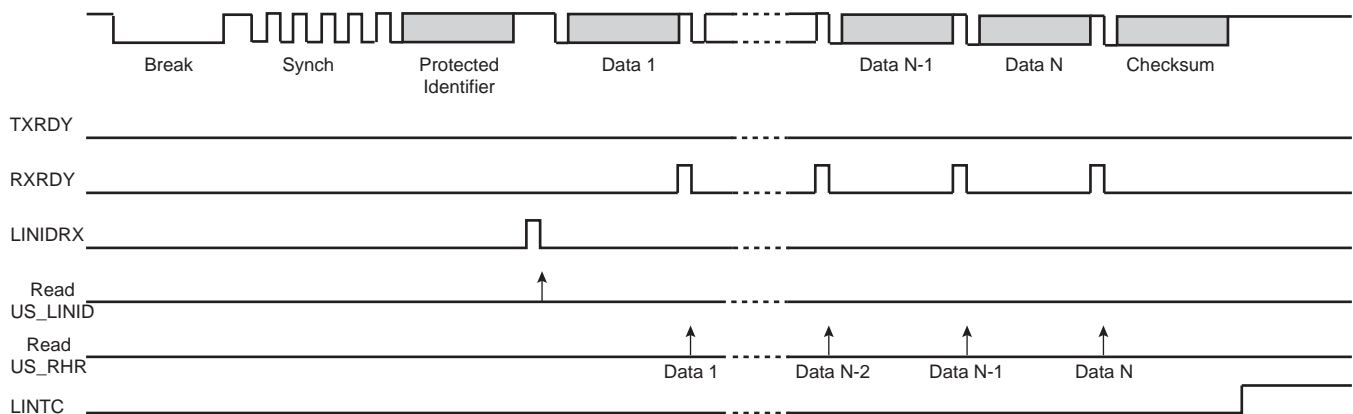 Break
Synch
Protected
Identifier
Data 1
Data N-1
Data N
Checksum
TXRDY
RXRDY
LINIDRX
Read
US_LINID
Read
US_RHR
Data 1
Data N-2
Data N-1
Data N
LINTC